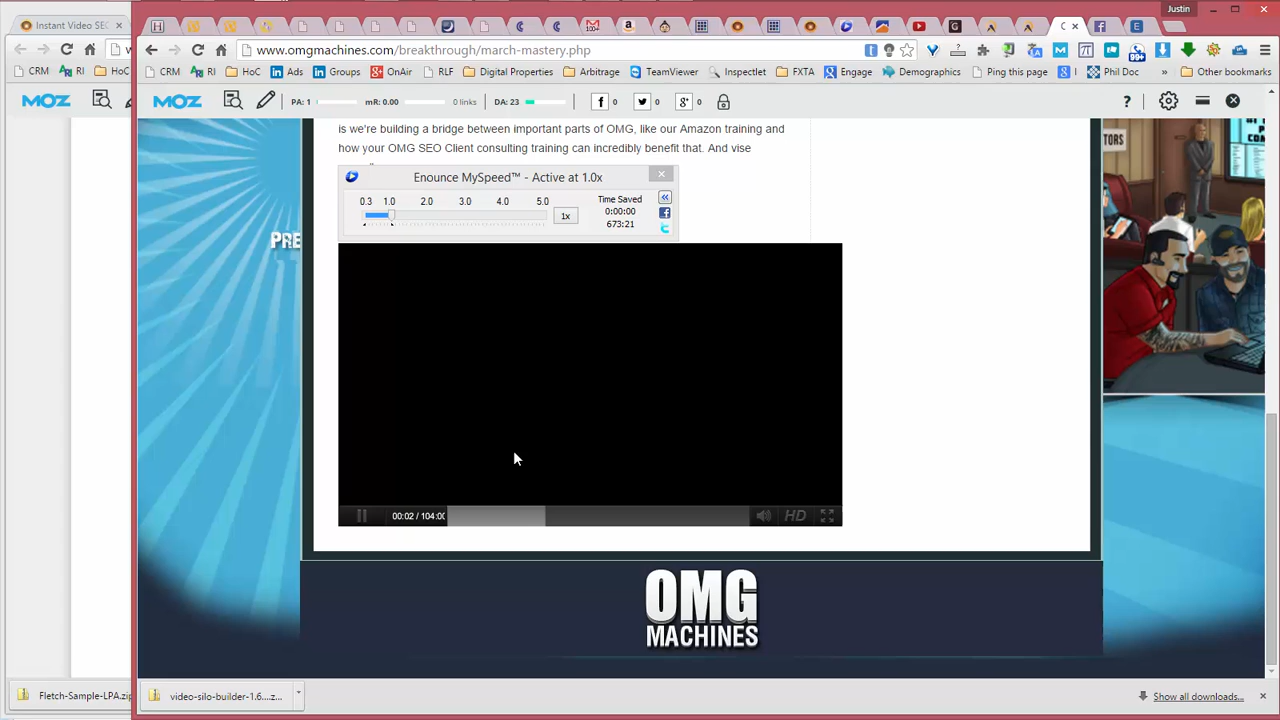 Justin
Instant Video SEO
www.omgmachines.com/breakthrough/march-mastery.php
99+
CRM
RI
HoC
CRM
RI
HoC
Ads
Groups
OnAir
FX
Digital Properties
Arbitrage
TeamViewer
Inspectlet
FXTA
Engage
Demographics
Ping this page
I
Phil Doc
»
Other bookmarks
MOZ
MOZ
PA: 1
mR: 0.00
0 links
DA: 23
0
0
0
is we're building a bridge between important parts of OMG, like our Amazon training and
how your OMG SEO Client consulting training can incredibly benefit that. And vise
Enounce MySpeed™ - Active at 1.0x
0.3 1.0 2.0 3.0 4.0 5.0
1x
Time Saved
0:00:00
673:21
PRE
00:02 / 104:00
HD
OMG
MACHINES
Fletch-Sample-LPA.zip
video-silo-builder-1.6....z...
Show all downloads...